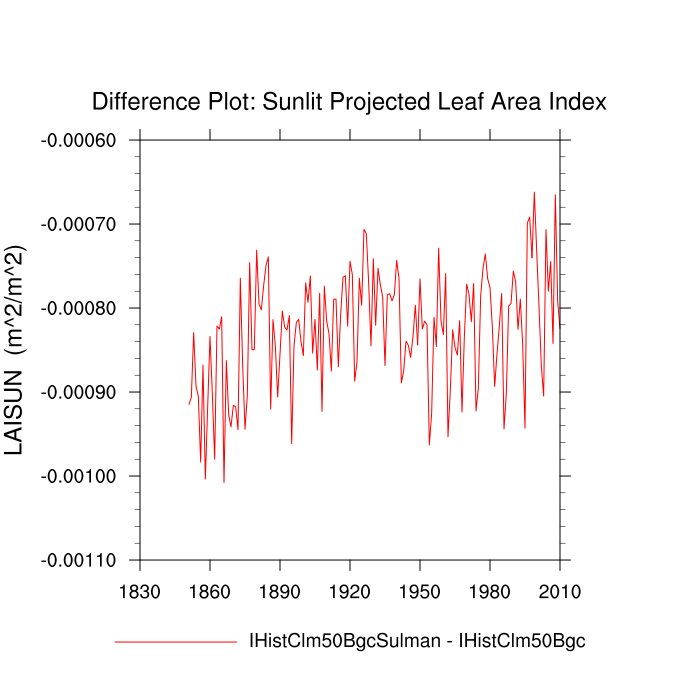 Difference Plot: Sunlit Projected Leaf Area Index
-0.00060
-0.00070
-0.00080
-0.00090
-0.00100
-0.00110
LAISUN (m^2/m^2)
1830 1860 1890 1920 1950 1980 2010
IHistClm50BgcSulman - IHistClm50Bgc